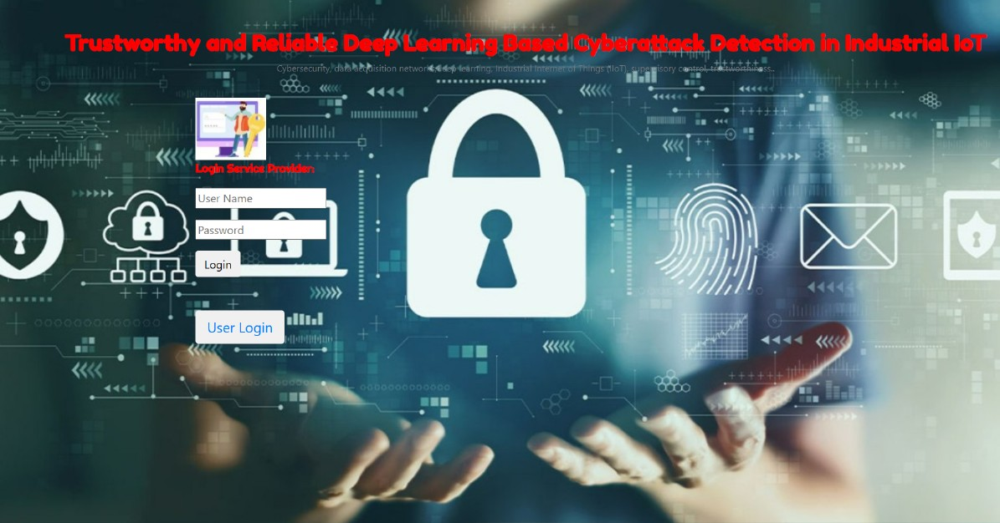 Trustworthy and Reliable Deep Learning Based Cyberattack Detection in Industrial IoT
Cybersecurity, data acquisition network, deep learning, Industrial Internet of Things (IIoT), supervisory control, trustworthiness..
Login Service Provider:
User Name
Password
Login
User Login